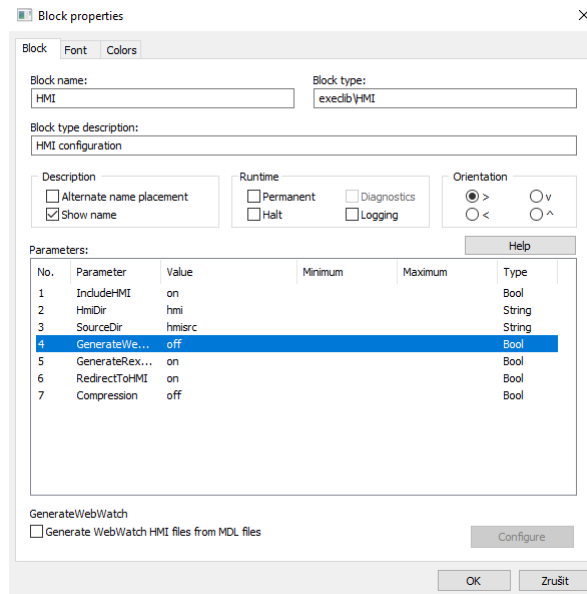 Block properties
Block Font Colors
Block name: Block type:
HMI execlib\HMI
Block type description:
HMI configuration
Description Runtime Orientation
Alternate name placement Permanent Diagnostics > v
Show name Halt Logging < ^
Parameters: Help
No. Parameter Value Minimum Maximum Type
1 IncludeHMI on Bool
2 HmiDir hmi String
3 SourceDir hmisrc String
4 GenerateWe... off Bool
5 GenerateRex... on Bool
6 RedirectToHMI on Bool
7 Compression off Bool
GenerateWebWatch
Generate WebWatch HMI files from MDL files
Configure
OK Zrušit